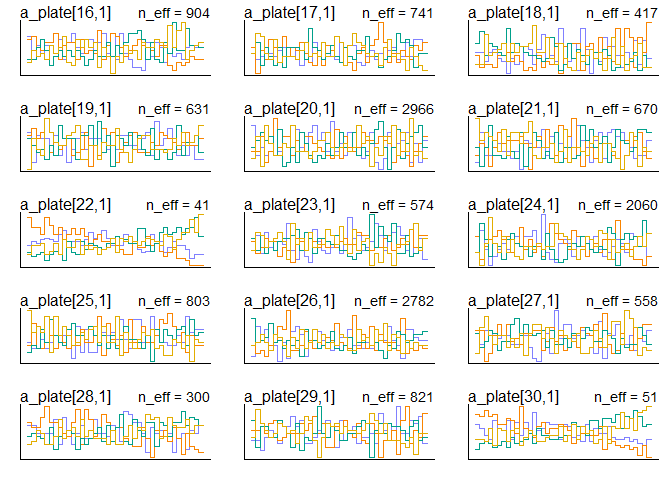 a_plate[16,1] n_eff = 904 a_plate[17,1] n_eff = 741 a_plate[18,1] n_eff = 417
a_plate[19,1] n_eff = 631 a_plate[20,1] n_eff = 2966 a_plate[21,1] n_eff = 670
a_plate[22,1] n_eff = 41 a_plate[23,1] n_eff = 574 a_plate[24,1] n_eff = 2060
a_plate[25,1] n_eff = 803 a_plate[26,1] n_eff = 2782 a_plate[27,1] n_eff = 558
a_plate[28,1] n_eff = 300 a_plate[29,1] n_eff = 821 a_plate[30,1] n_eff = 51